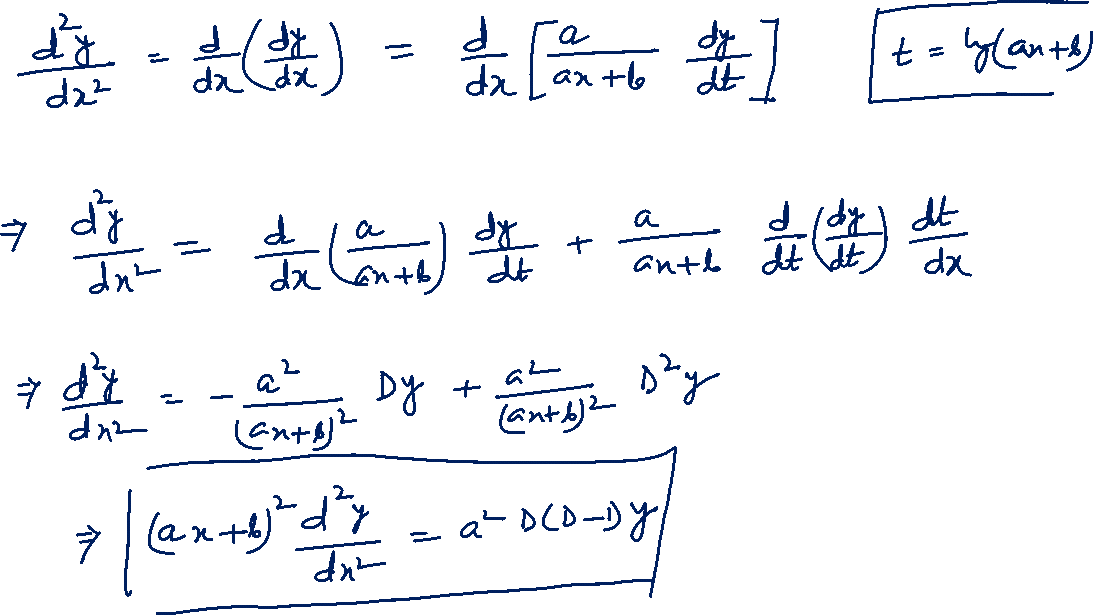 d²y/dx² = d/dx (dy/dx) = d/dx [a/(ax+b) dy/dt]   t = log(ax+b)
⇒ d²y/dx² = d/dx (a/(ax+b)) dy/dt + a/(ax+b) d/dt (dy/dt) dt/dx
⇒ d²y/dx² = - a²/(ax+b)² Dy + a²/(ax+b)² D²y
⇒ (ax+b)² d²y/dx² = a² D(D-1)y